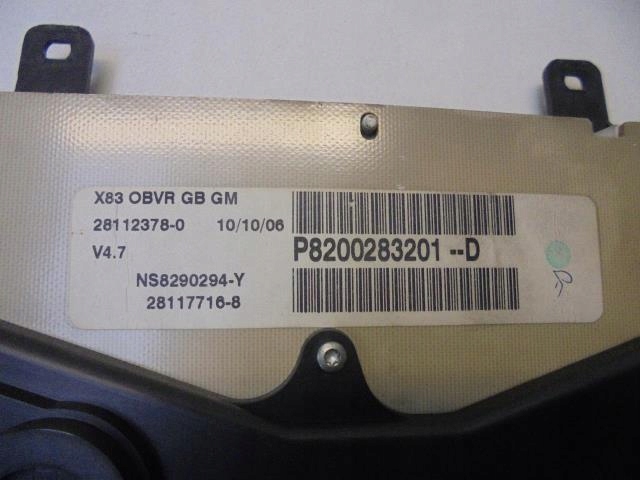 X83 OBVR GB GM
28112378-0 10/10/06
V4.7
P8200283201--D
NS8290294-Y
28117716-8